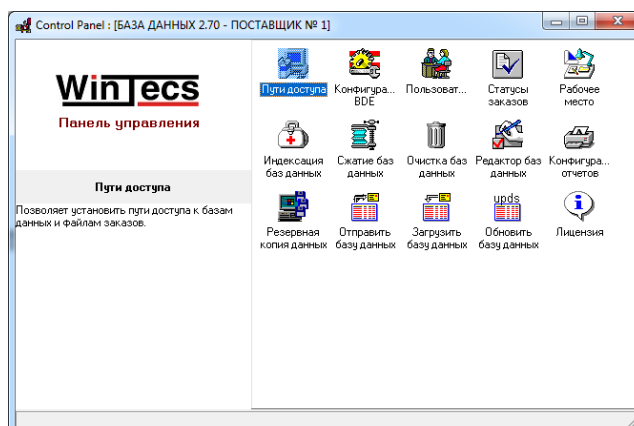 Control Panel : [БАЗА ДАННЫХ 2.70 - ПОСТАВЩИК № 1]
WinTecs
Панель управления
Пути доступа
Позволяет установить пути доступа к базам
данных и файлам заказов.
Пути доступа
Конфигура...
BDE
Пользоват...
Статусы
заказов
Рабочее
место
Индексация
баз данных
Сжатие баз
данных
Очистка баз
данных
Редактор баз
данных
Конфигура...
отчетов
Резервная
копия данных
Отправить
базу данных
Загрузить
базу данных
upds
Обновить
базу данных
Лицензия